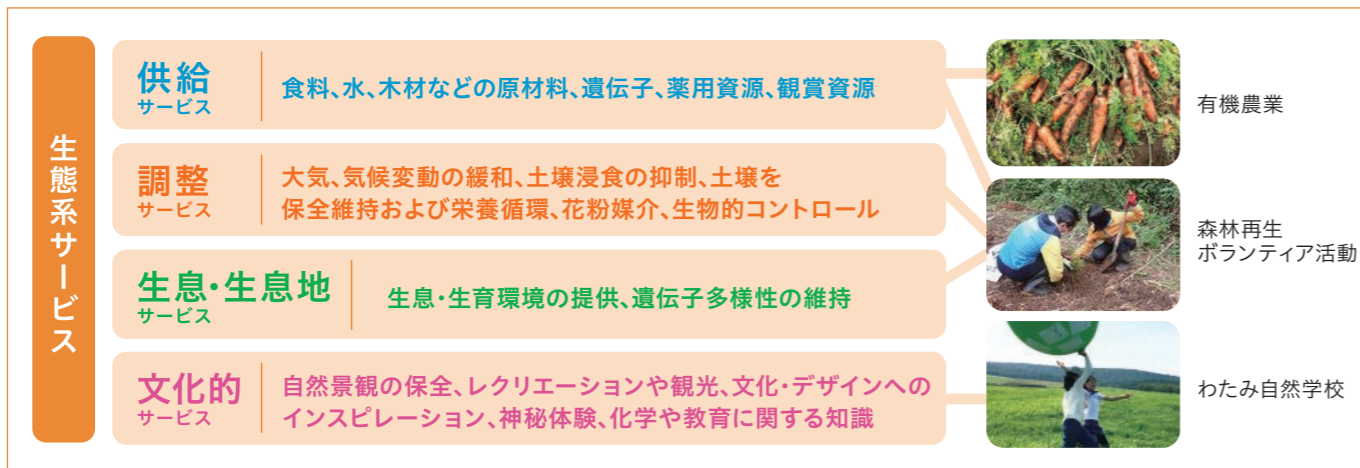 生態系サービス
供給
サービス
食料、水、木材などの原材料、遺伝子、薬用資源、観賞資源
調整
サービス
大気、気候変動の緩和、土壌浸食の抑制、土壌を
保全維持および栄養循環、花粉媒介、生物的コントロール
生息・生息地
サービス
生息・生育環境の提供、遺伝子多様性の維持
文化的
サービス
自然景観の保全、レクリエーションや観光、文化・デザインへの
インスピレーション、神秘体験、化学や教育に関する知識
有機農業
森林再生
ボランティア活動
わたみ自然学校